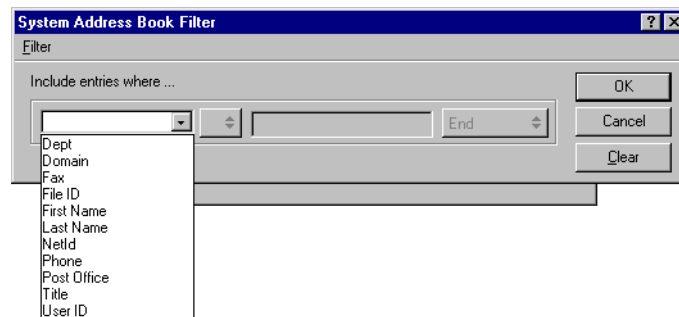 System Address Book Filter
Filter
Include entries where ...
OK
End
Cancel
Clear
Dept
Domain
Fax
File ID
First Name
Last Name
NetId
Phone
Post Office
Title
User ID